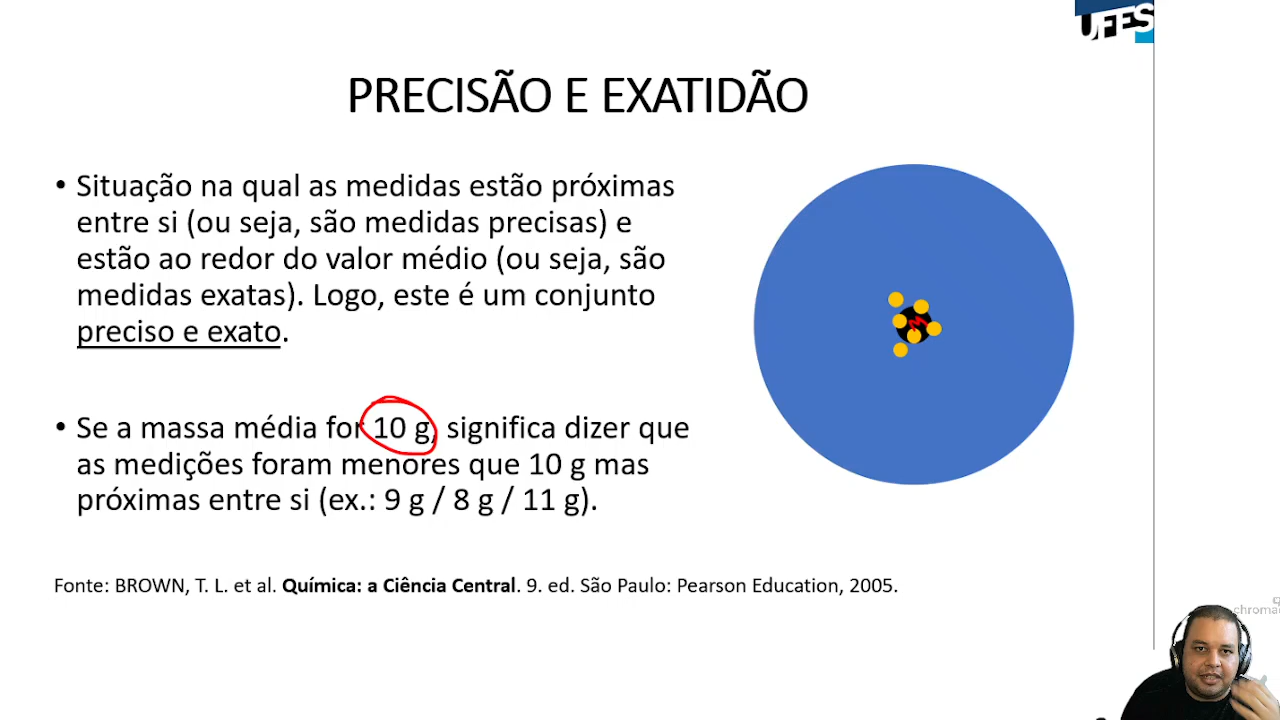 UFES
PRECISÃO E EXATIDÃO
• Situação na qual as medidas estão próximas
entre si (ou seja, são medidas precisas) e
estão ao redor do valor médio (ou seja, são
medidas exatas). Logo, este é um conjunto
preciso e exato.
• Se a massa média for 10 g, significa dizer que
as medições foram menores que 10 g mas
próximas entre si (ex.: 9 g / 8 g / 11 g).
Fonte: BROWN, T. L. et al. Química: a Ciência Central. 9. ed. São Paulo: Pearson Education, 2005.